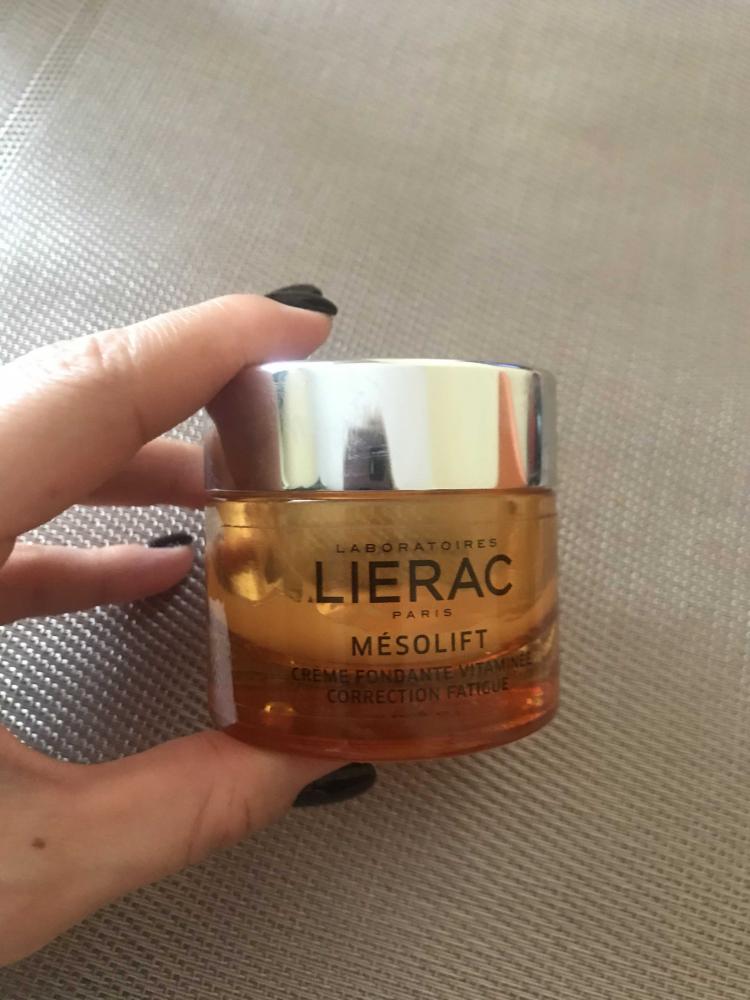 LABORATOIRES
LIERAC
PARIS
MÉSOLIFT
CRÈME FONDANTE VITAMINÉE
CORRECTION FATIGUE